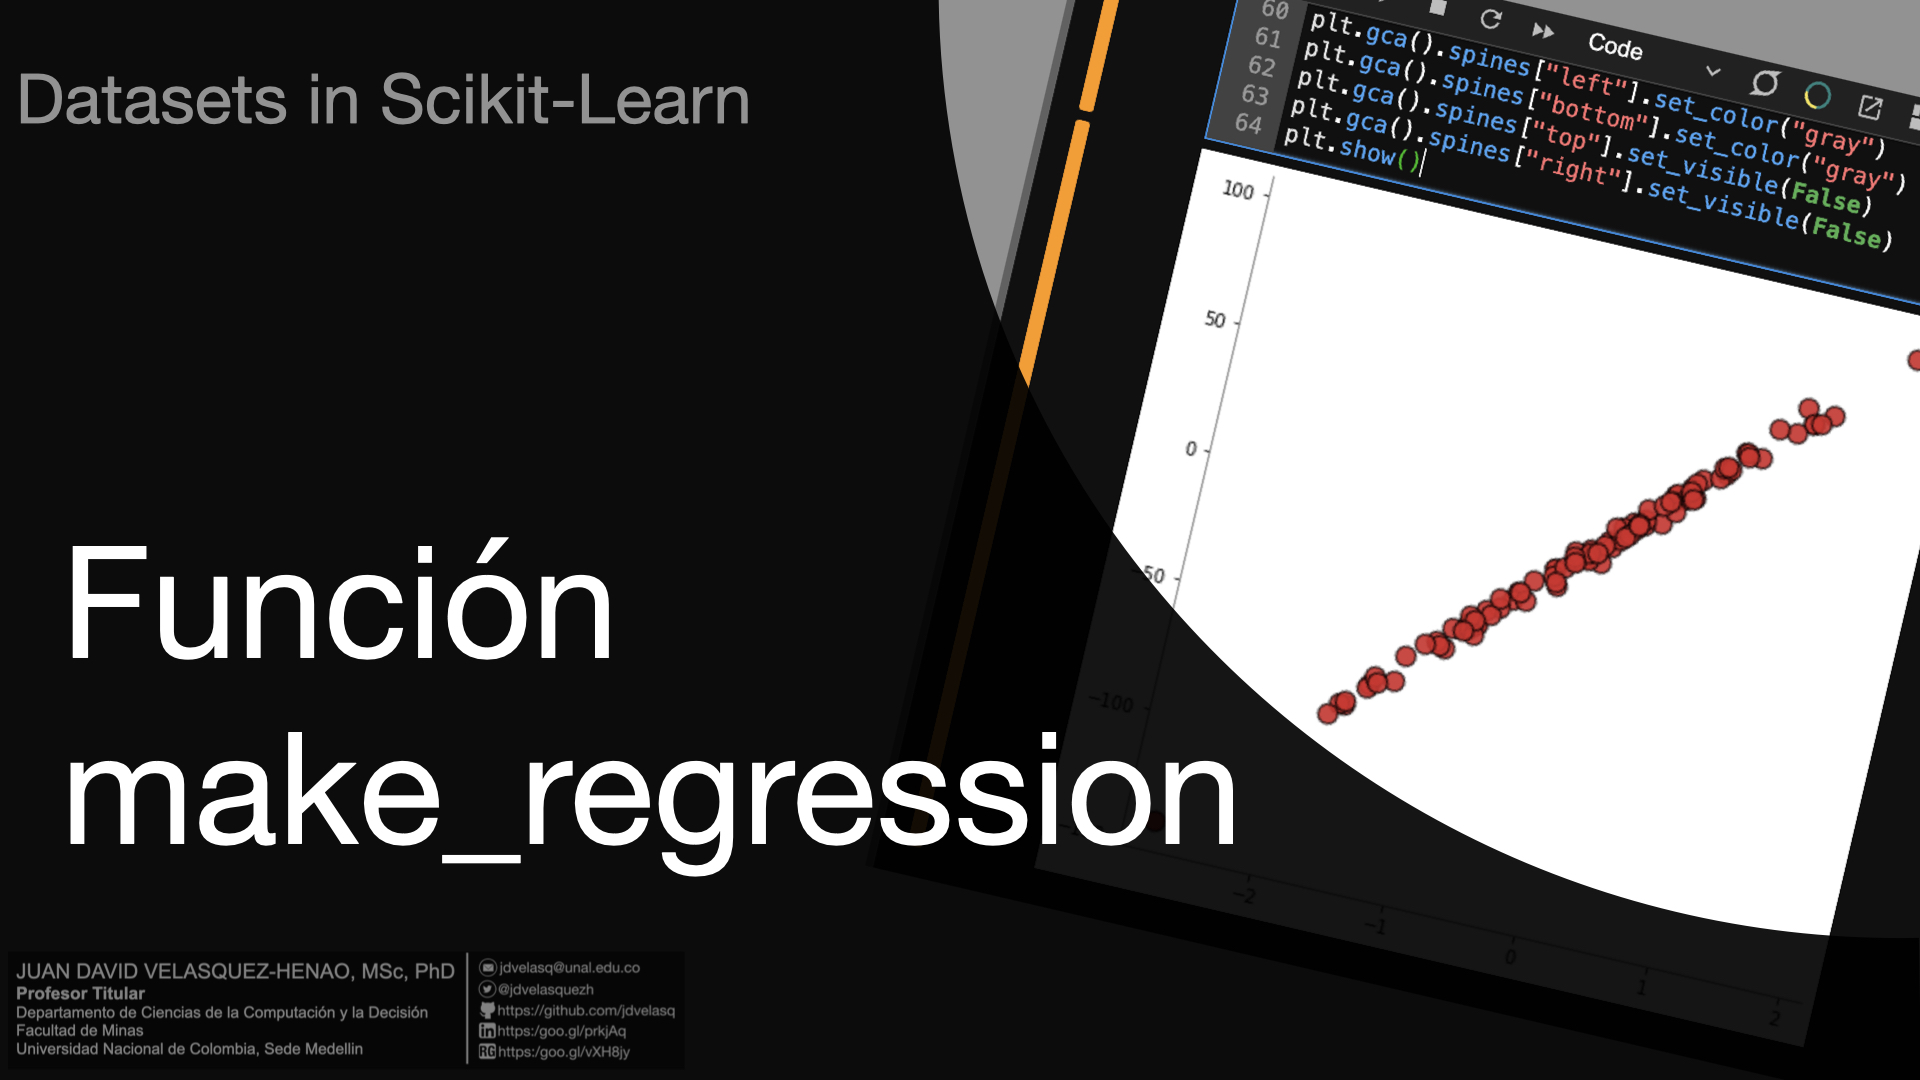 Datasets in Scikit-Learn
Función
make_regression
Code
60 plt.gca().spines["left"].set_color("gray")
61 plt.gca().spines["bottom"].set_color("gray")
62 plt.gca().spines["top"].set_visible(False)
63 plt.gca().spines["right"].set_visible(False)
64 plt.show()
100
50
0
-50
-100
-2
-1
0
1
2
JUAN DAVID VELASQUEZ-HENAO, MSc, PhD
Profesor Titular
Departamento de Ciencias de la Computación y la Decisión
Facultad de Minas
Universidad Nacional de Colombia, Sede Medellin
jdvelasq@unal.edu.co
@jdvelasquezh
https://github.com/jdvelasq
in https:/goo.gl/prkjAq
RG https:/goo.gl/vXH8jy